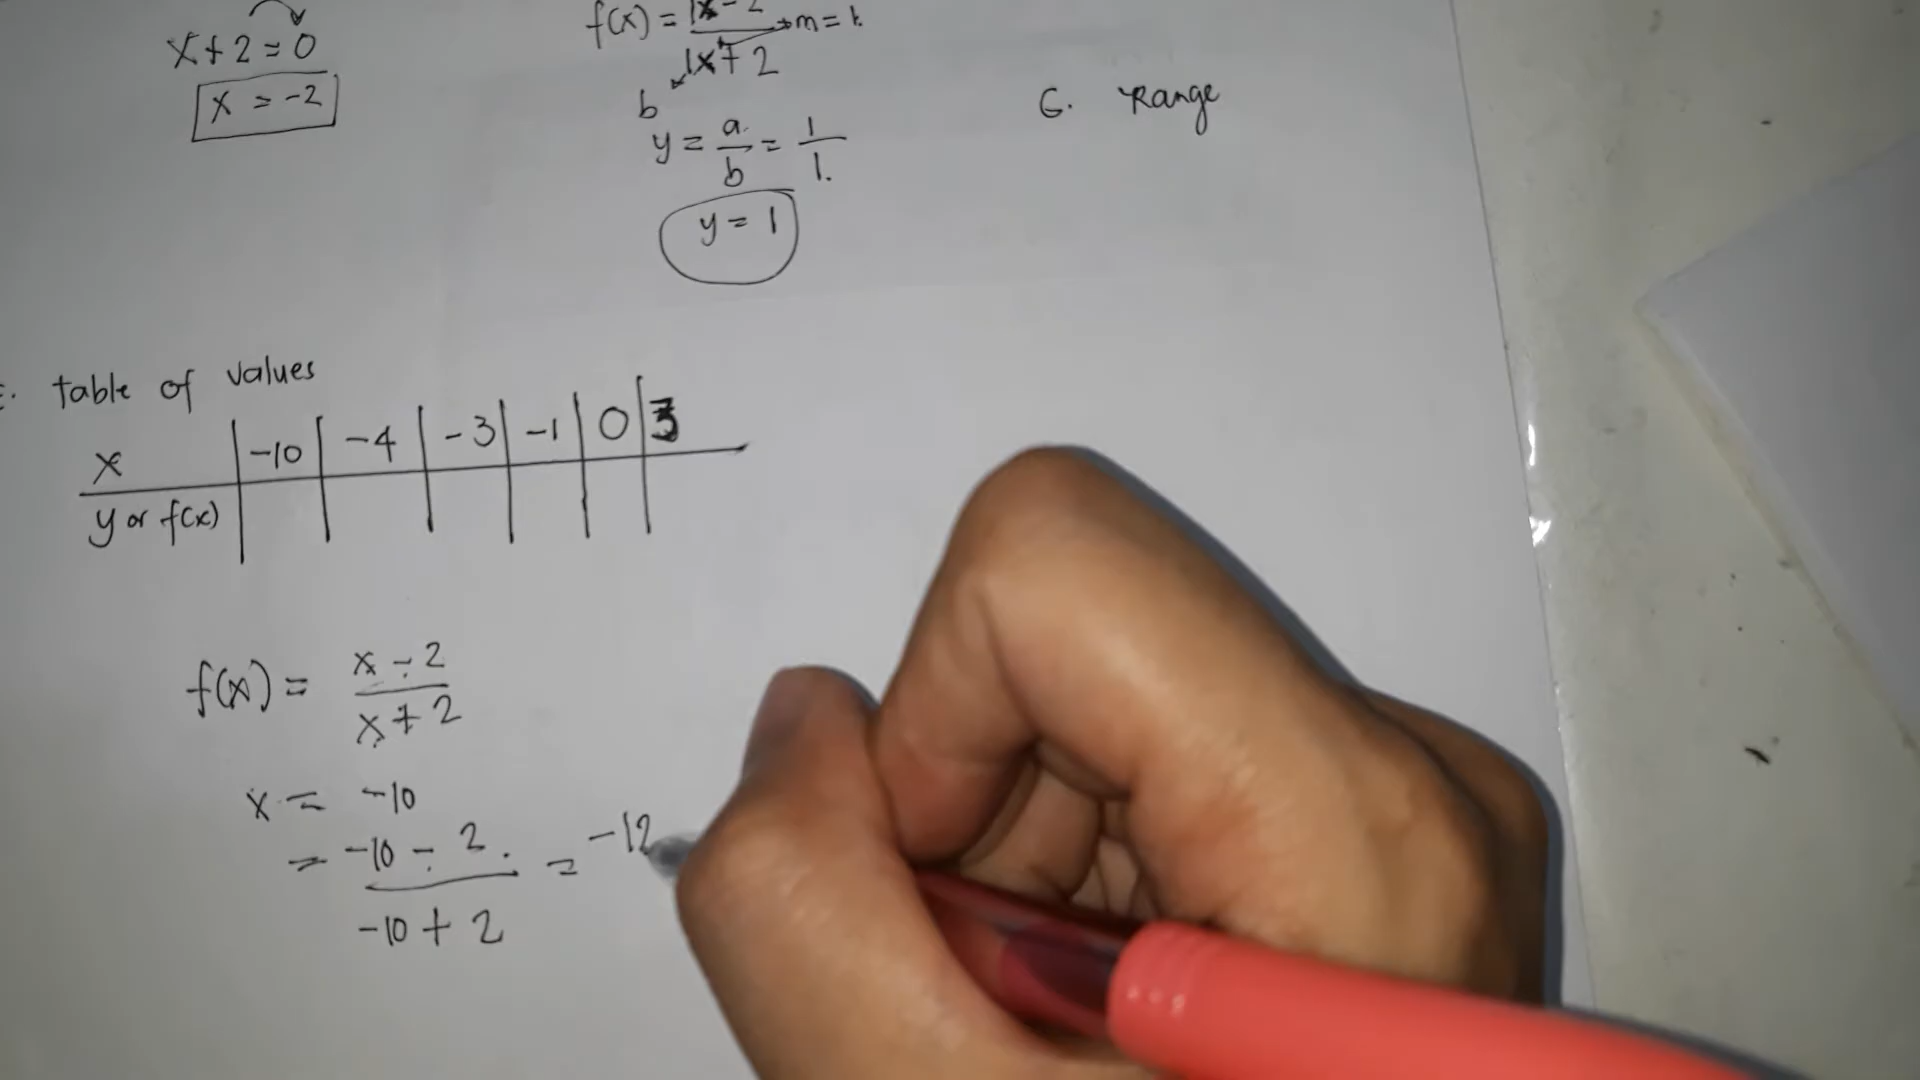 x + 2 = 0
x = -2
f(x) = 1x - 2
1x + 2
m = 1.
b
y = a/b = 1/1.
y = 1
G. Range
table of values
x | -10 | -4 | -3 | -1 | 0 | 3
y or f(x)
f(x) = x - 2
x + 2
x = -10
= -10 - 2. = -12
-10 + 2